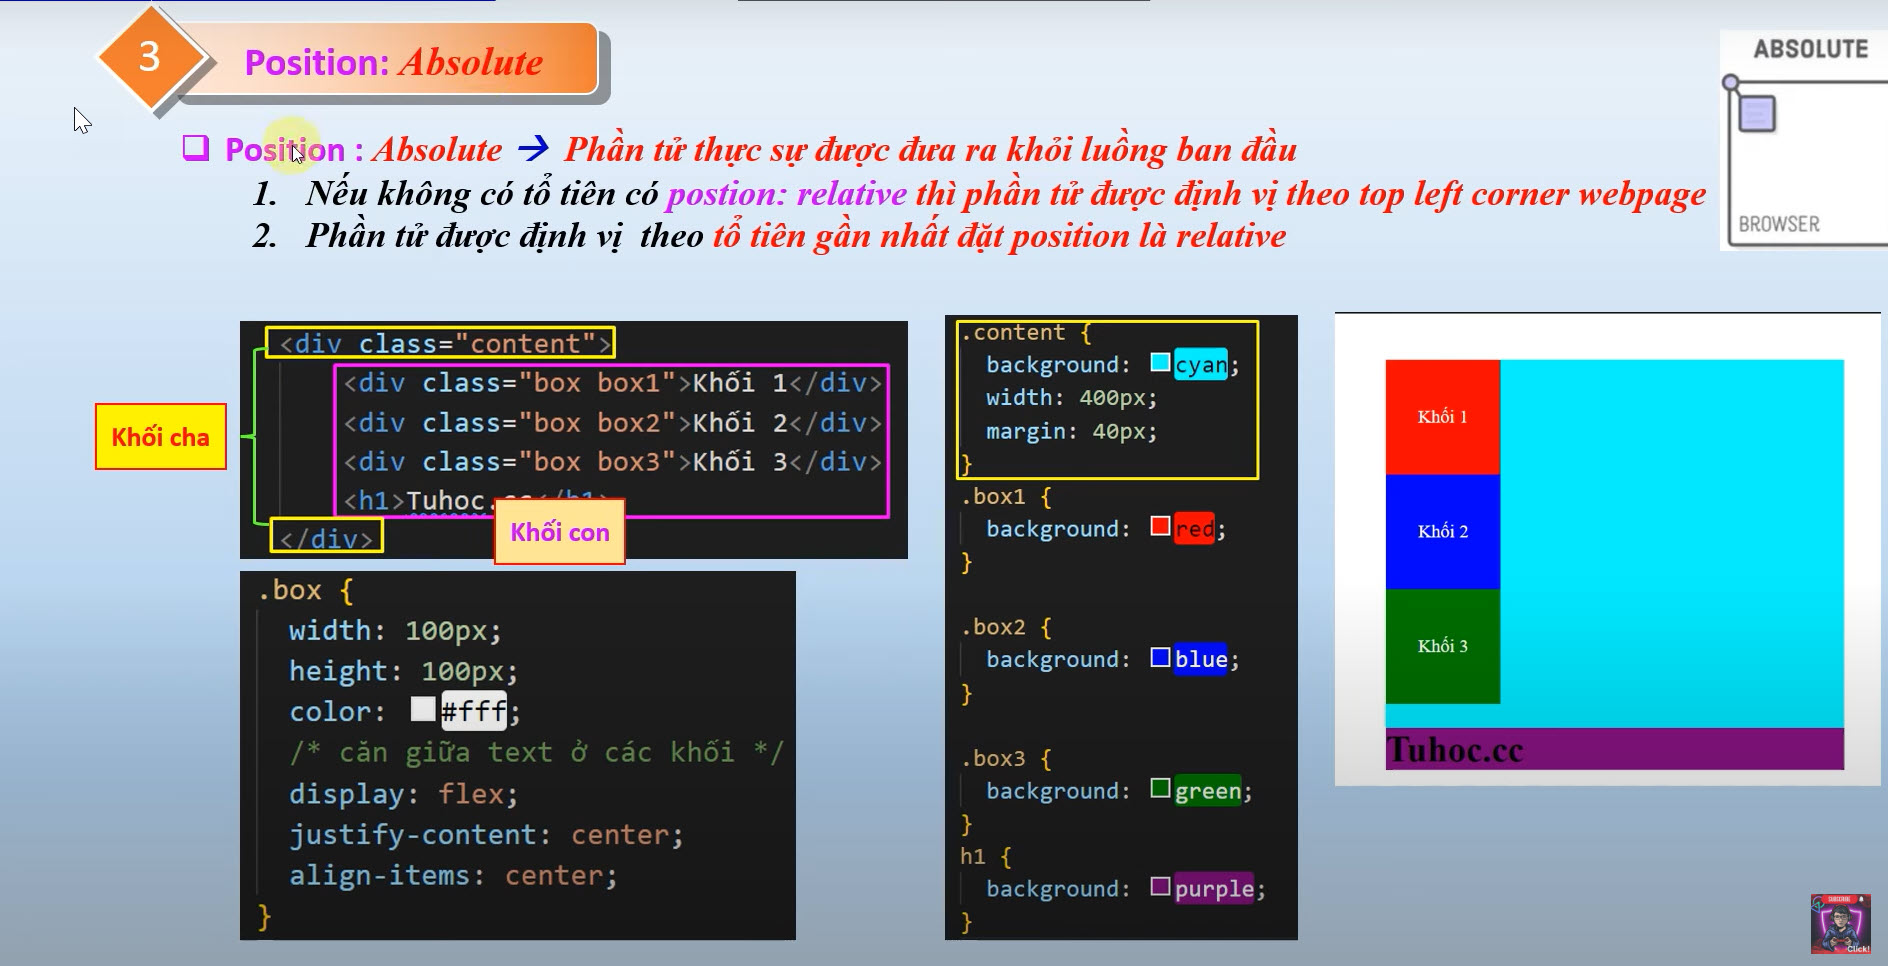 3
Position: Absolute
ABSOLUTE
BROWSER
Position : Absolute → Phần tử thực sự được đưa ra khỏi luồng ban đầu
1. Nếu không có tổ tiên có postion: relative thì phần tử được định vị theo top left corner webpage
2. Phần tử được định vị theo tổ tiên gần nhất đặt position là relative
Khối cha
<div class="content">
<div class="box box1">Khối 1</div>
<div class="box box2">Khối 2</div>
<div class="box box3">Khối 3</div>
<h1>Tuhoc.cc</h1>
</div>
Khối con
.box {
width: 100px;
height: 100px;
color: #fff;
/* căn giữa text ở các khối */
display: flex;
justify-content: center;
align-items: center;
}
.content {
background: cyan;
width: 400px;
margin: 40px;
}
.box1 {
background: red;
}
.box2 {
background: blue;
}
.box3 {
background: green;
}
h1 {
background: purple;
}
Khối 1
Khối 2
Khối 3
Tuhoc.cc
SUBSCRIBE
Click!